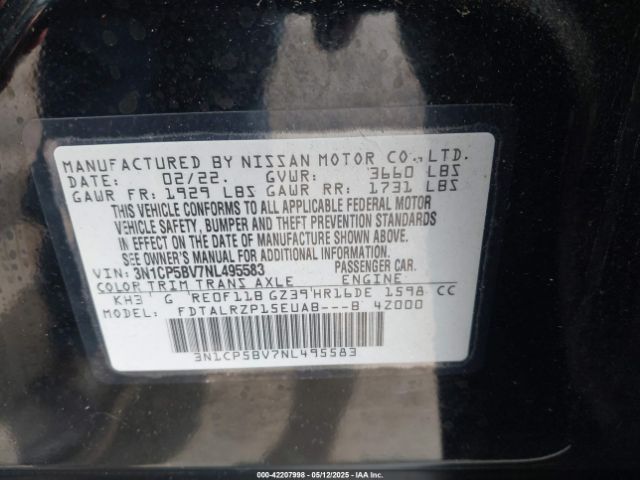 MANUFACTURED BY NISSAN MOTOR CO., LTD.
DATE: 02/22. GVWR: 3660 LBS
GAWR FR: 1929 LBS GAWR RR: 1731 LBS
THIS VEHICLE CONFORMS TO ALL APPLICABLE FEDERAL MOTOR
VEHICLE SAFETY, BUMPER AND THEFT PREVENTION STANDARDS
IN EFFECT ON THE DATE OF MANUFACTURE SHOWN ABOVE.
SEE OWNER'S MANUAL FOR ADDITIONAL INFORMATION.
VIN: 3N1CP5BV7NL495583 PASSENGER CAR.
COLOR TRIM TRANS AXLE ENGINE
KH3 G RE0F11B GZ39 HR16DE 1598 CC
MODEL: FDTALRZP15EUAB---B 4Z000
3N1CP5BV7NL495583
000-42207998 - 05/12/2025 - IAA INC.